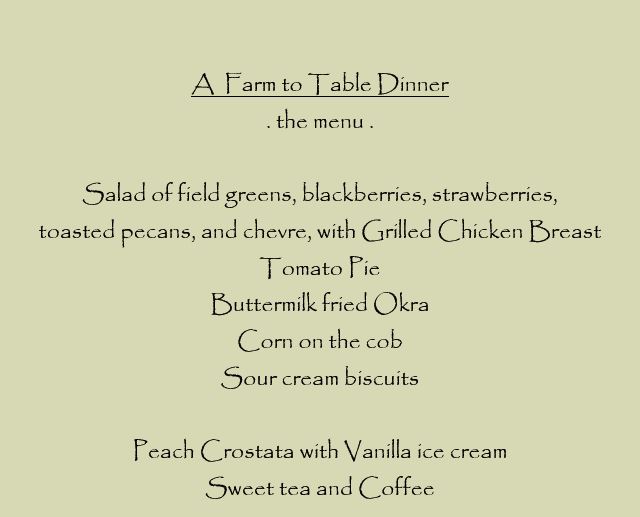 A Farm to Table Dinner
. the menu .
Salad of field greens, blackberries, strawberries,
toasted pecans, and chevre, with Grilled Chicken Breast
Tomato Pie
Buttermilk fried Okra
Corn on the cob
Sour cream biscuits
Peach Crostata with Vanilla ice cream
Sweet tea and Coffee